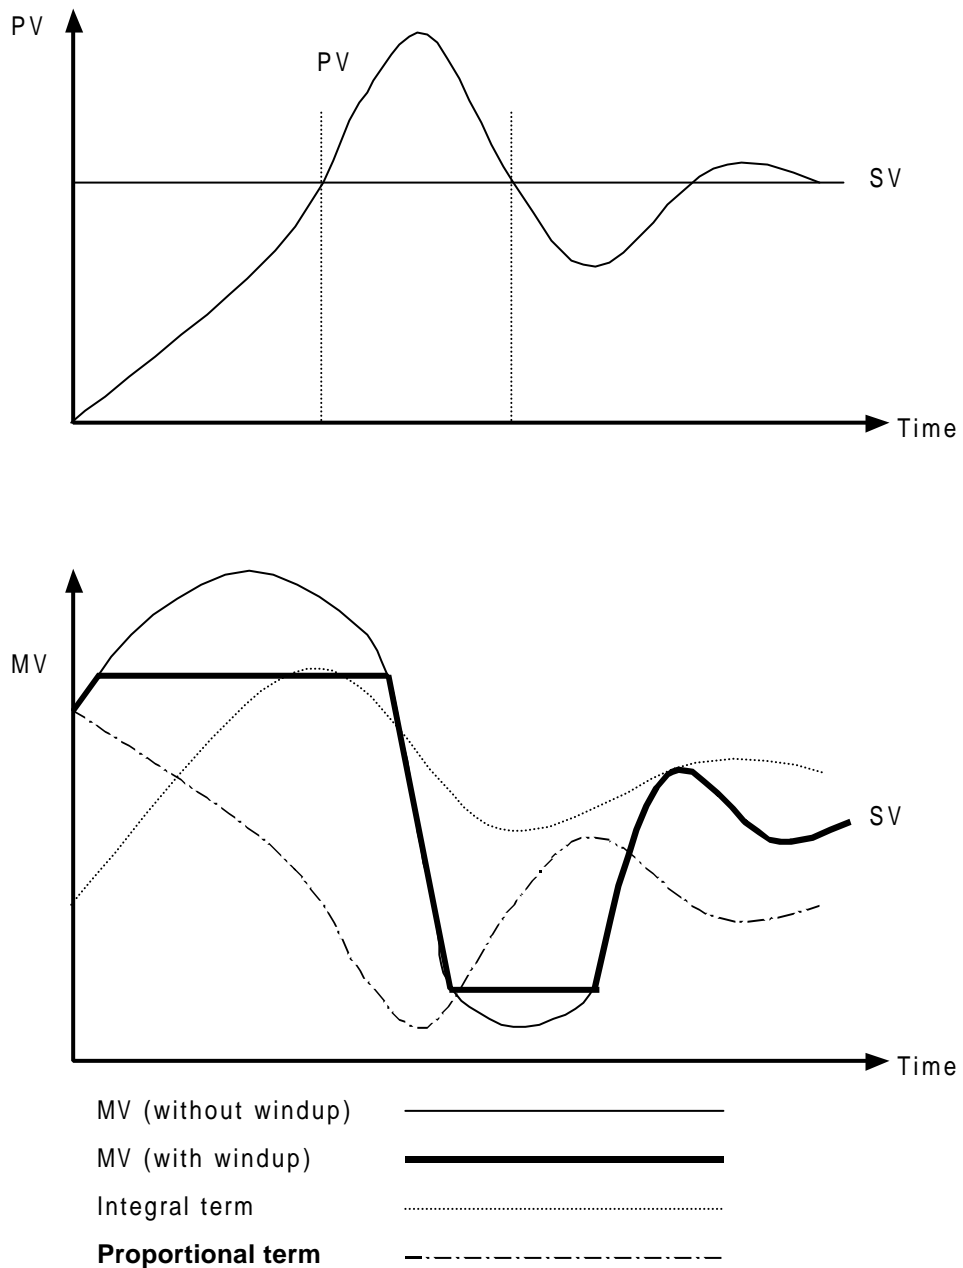 PV
PV
SV
Time
MV
SV
Time
MV (without windup)
MV (with windup)
Integral term
Proportional term